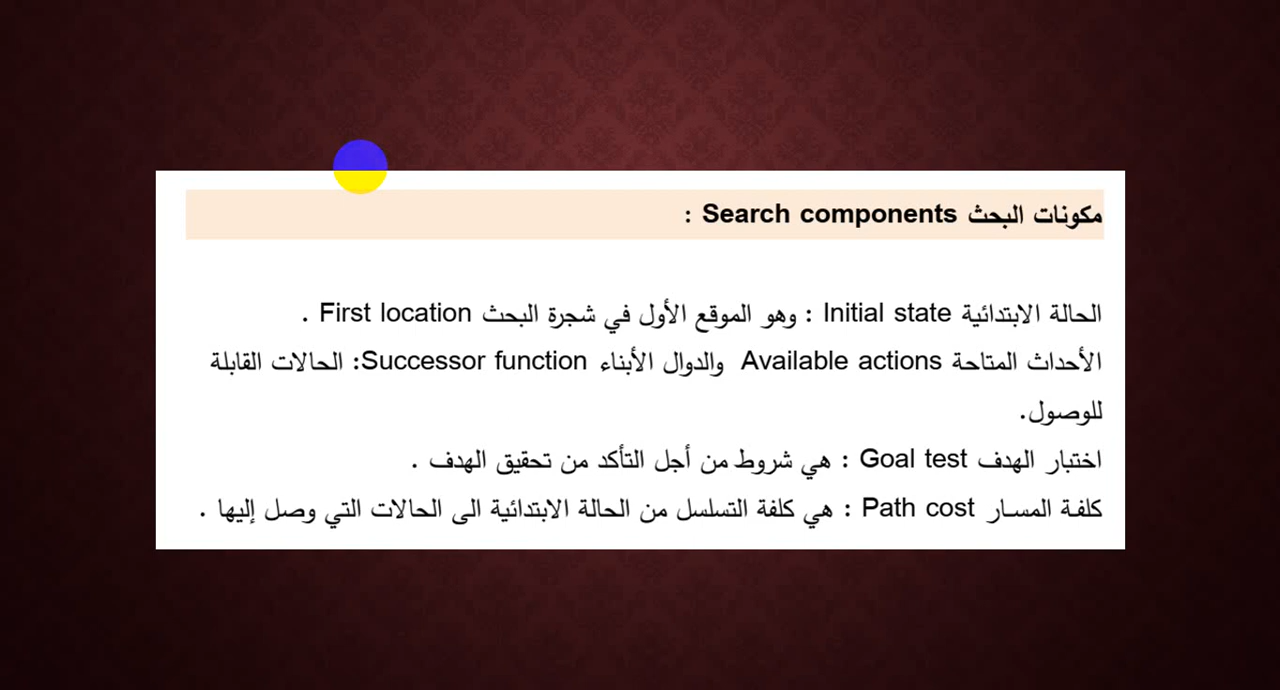 مكونات البحث Search components :
الحالة الابتدائية Initial state : وهو الموقع الأول في شجرة البحث First location .
الأحداث المتاحة Available actions والدوال الأبناء Successor function: الحالات القابلة
للوصول.
اختبار الهدف Goal test : هي شروط من أجل التأكد من تحقيق الهدف .
كلفة المسار Path cost : هي كلفة التسلسل من الحالة الابتدائية الى الحالات التي وصل إليها .